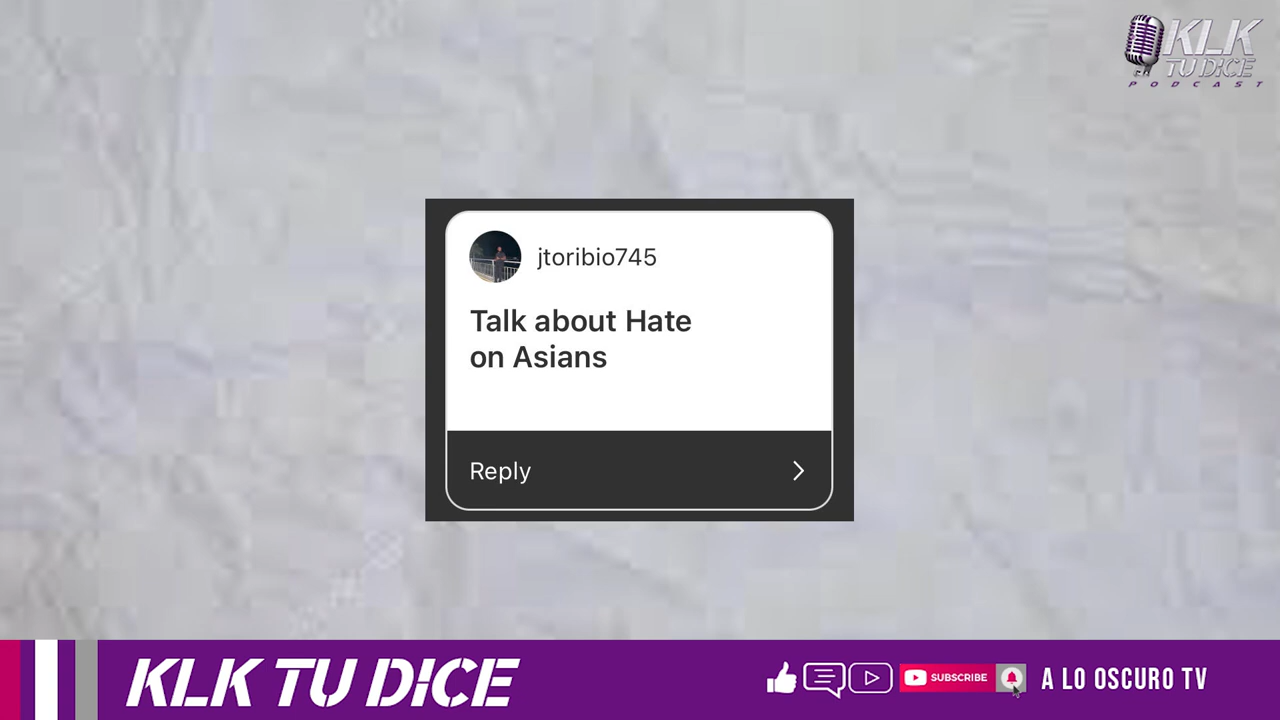 KLK
TU DICE
PODCAST
jtoribio745
Talk about Hate
on Asians
Reply
KLK TU DICE
SUBSCRIBE
A LO OSCURO TV